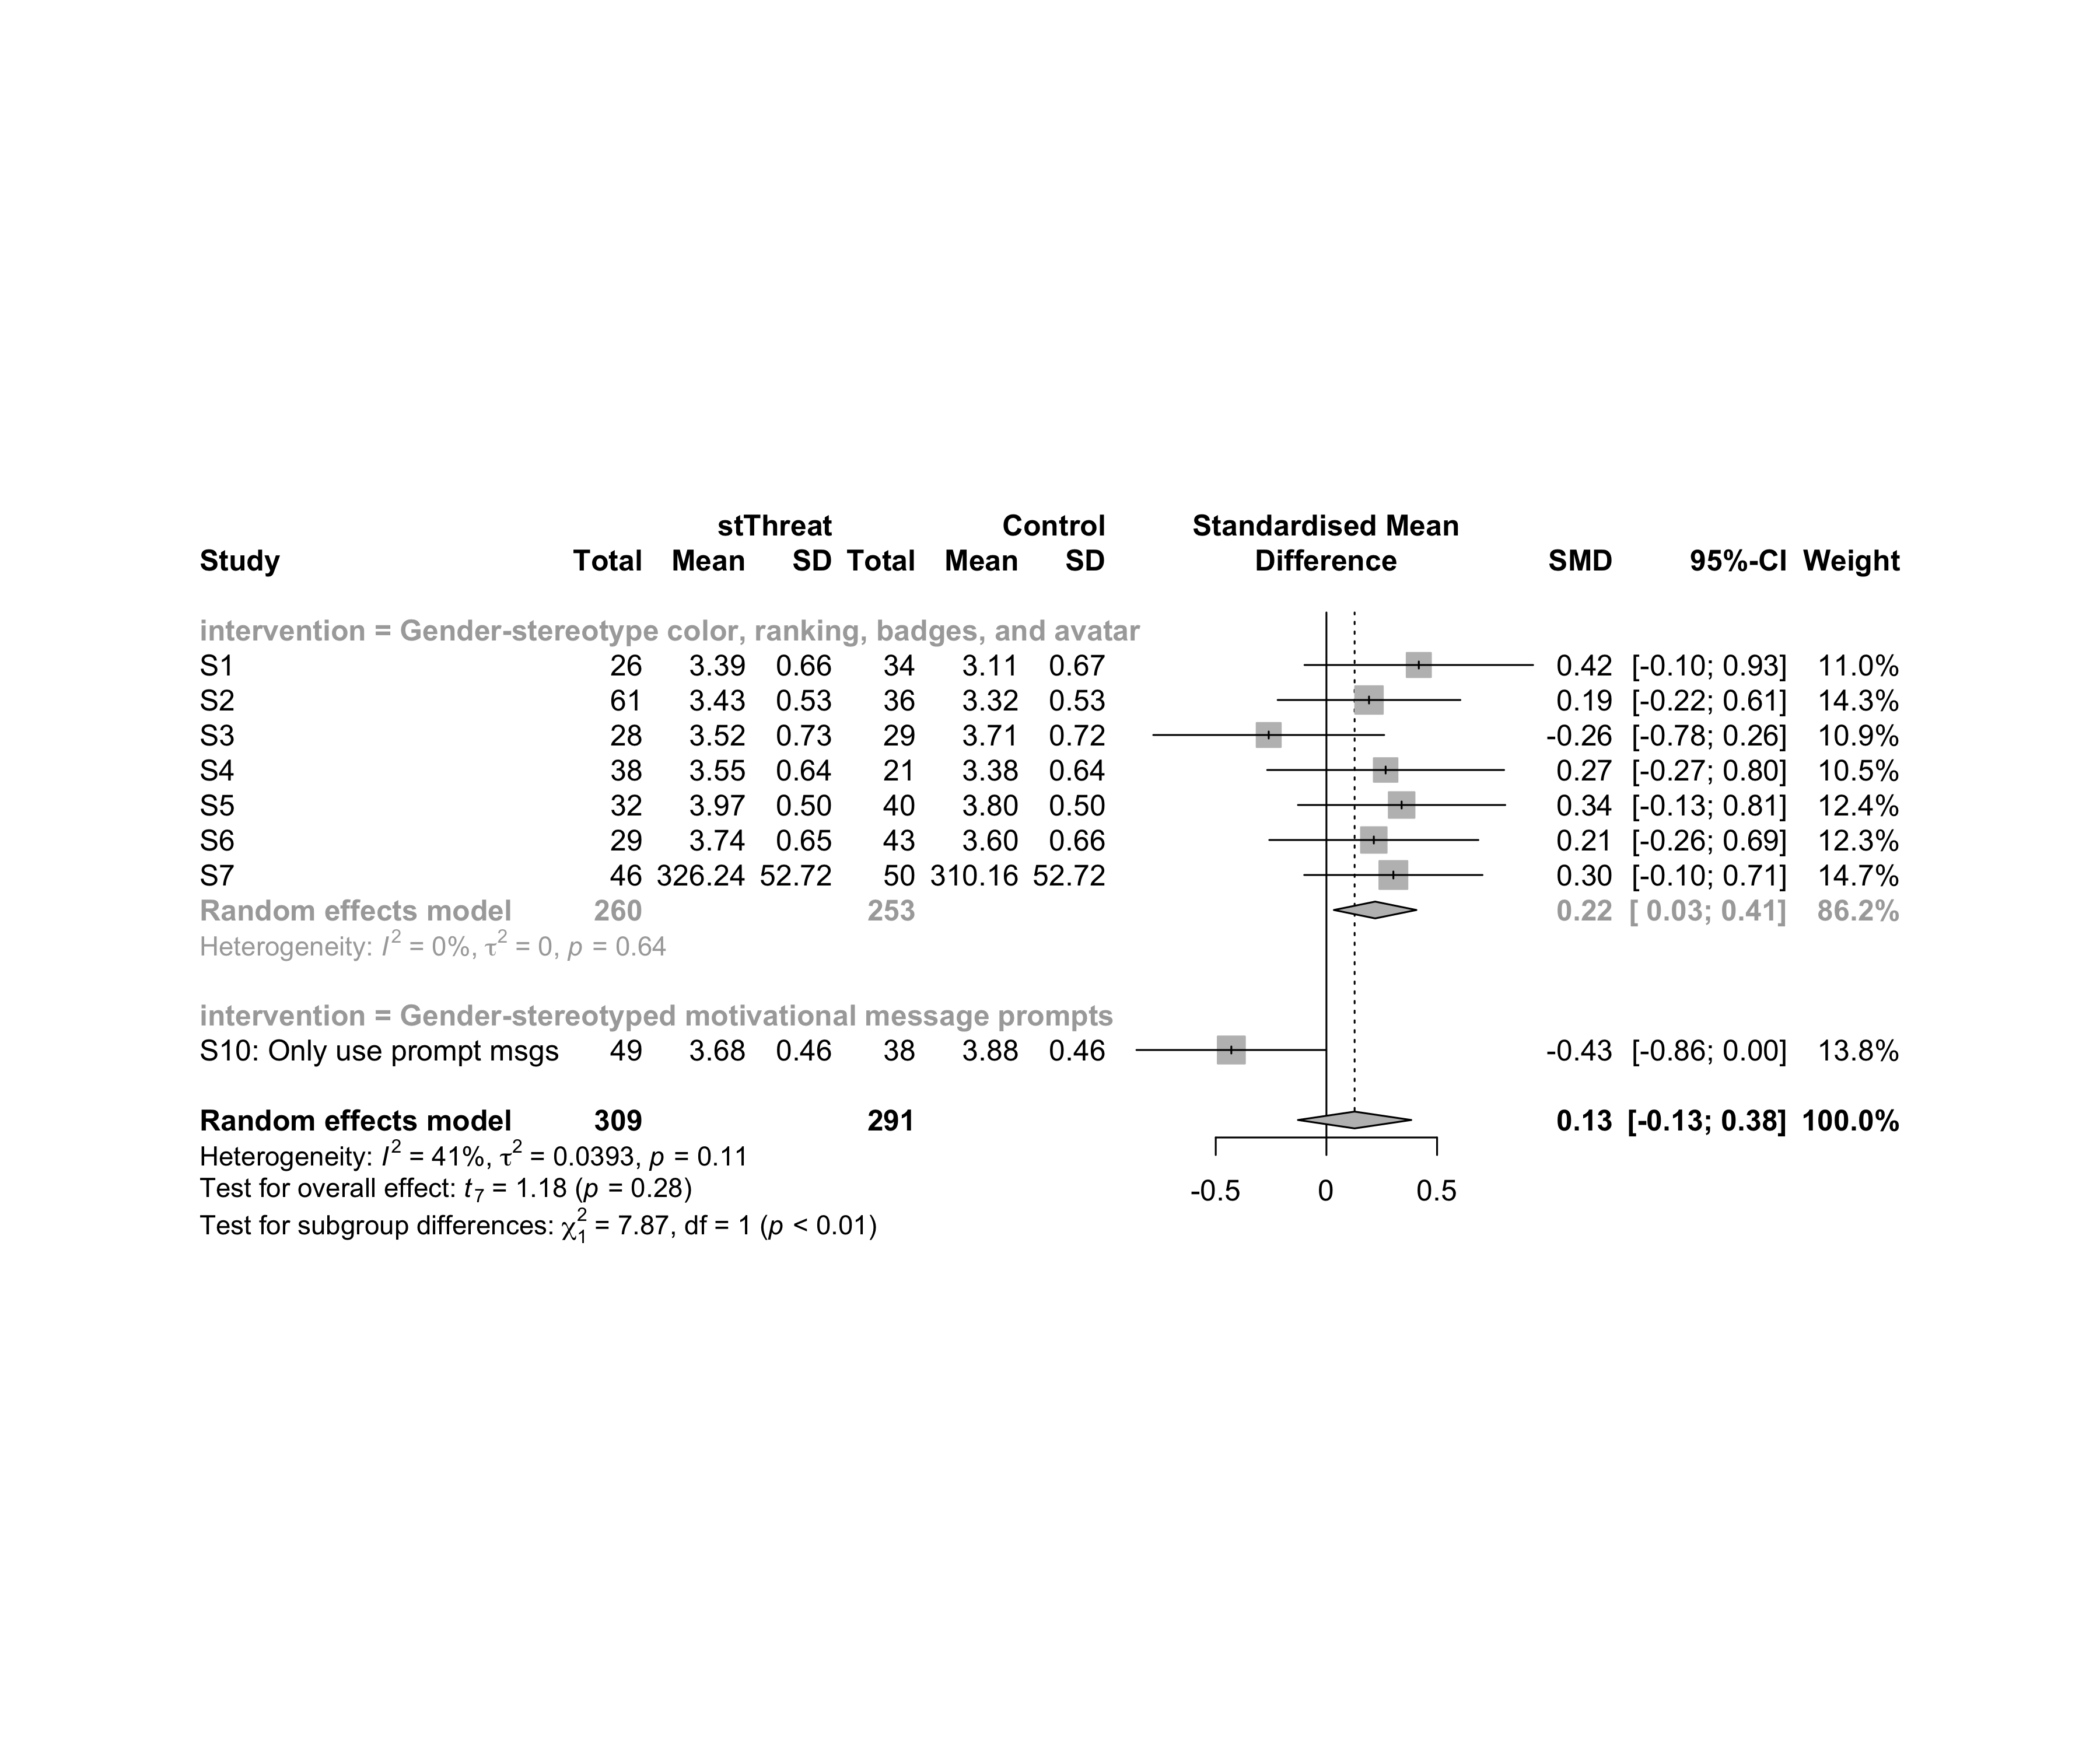 stThreat Control Standardised Mean
Study Total Mean SD Total Mean SD Difference SMD 95%-CI Weight
intervention = Gender-stereotype color, ranking, badges, and avatar
S1 26 3.39 0.66 34 3.11 0.67 0.42 [-0.10; 0.93] 11.0%
S2 61 3.43 0.53 36 3.32 0.53 0.19 [-0.22; 0.61] 14.3%
S3 28 3.52 0.73 29 3.71 0.72 -0.26 [-0.78; 0.26] 10.9%
S4 38 3.55 0.64 21 3.38 0.64 0.27 [-0.27; 0.80] 10.5%
S5 32 3.97 0.50 40 3.80 0.50 0.34 [-0.13; 0.81] 12.4%
S6 29 3.74 0.65 43 3.60 0.66 0.21 [-0.26; 0.69] 12.3%
S7 46 326.24 52.72 50 310.16 52.72 0.30 [-0.10; 0.71] 14.7%
Random effects model 260 253 0.22 [ 0.03; 0.41] 86.2%
Heterogeneity: I² = 0%, τ² = 0, p = 0.64
intervention = Gender-stereotyped motivational message prompts
S10: Only use prompt msgs 49 3.68 0.46 38 3.88 0.46 -0.43 [-0.86; 0.00] 13.8%
Random effects model 309 291 0.13 [-0.13; 0.38] 100.0%
Heterogeneity: I² = 41%, τ² = 0.0393, p = 0.11
Test for overall effect: t₇ = 1.18 (p = 0.28)
-0.5 0 0.5
Test for subgroup differences: χ²₁ = 7.87, df = 1 (p < 0.01)